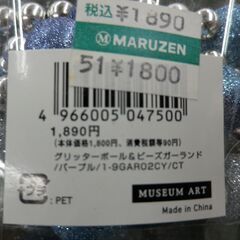 税込¥1890
MARUZEN
51¥1800
4 966005 047500
1,890円
(本体価格1,800円、消費税額等90円)
グリッターボール&ビーズガーランド
/パープル/1-9GAR02CY/CT
プラ
: PET
MUSEUM ART
Made in China